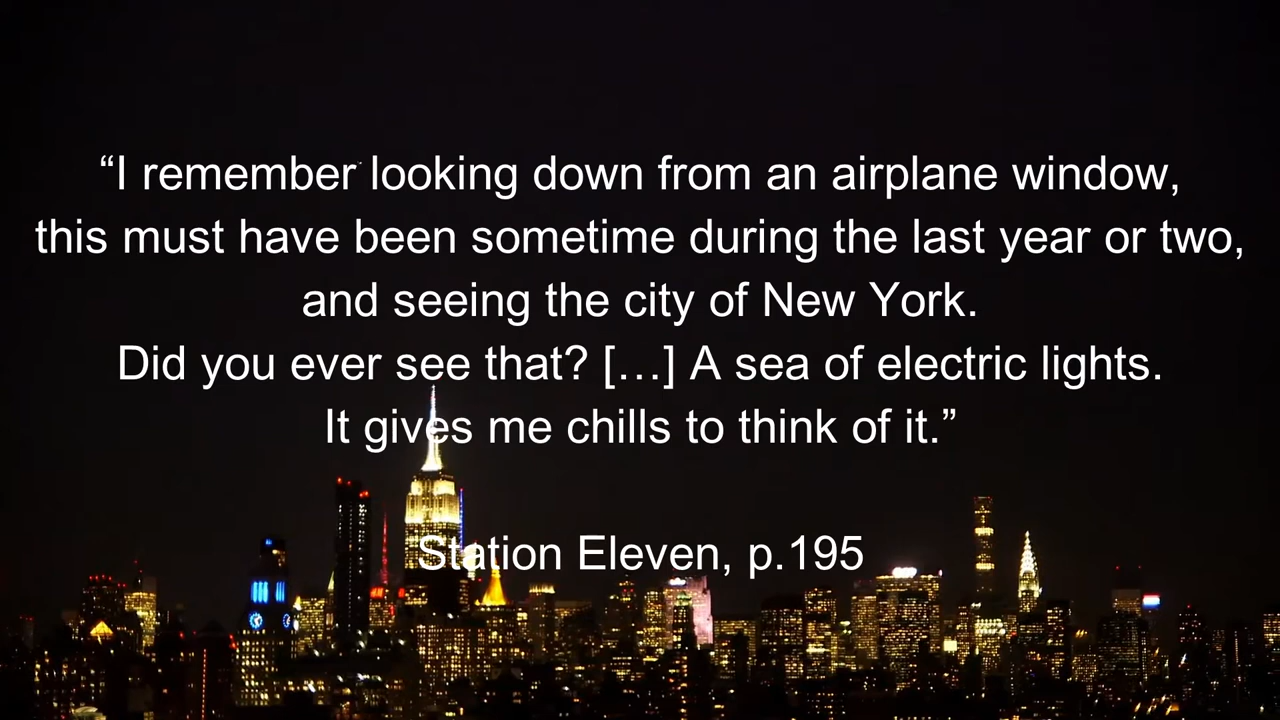 “I remember looking down from an airplane window,
this must have been sometime during the last year or two,
and seeing the city of New York.
Did you ever see that? […] A sea of electric lights.
It gives me chills to think of it.”
Station Eleven, p.195